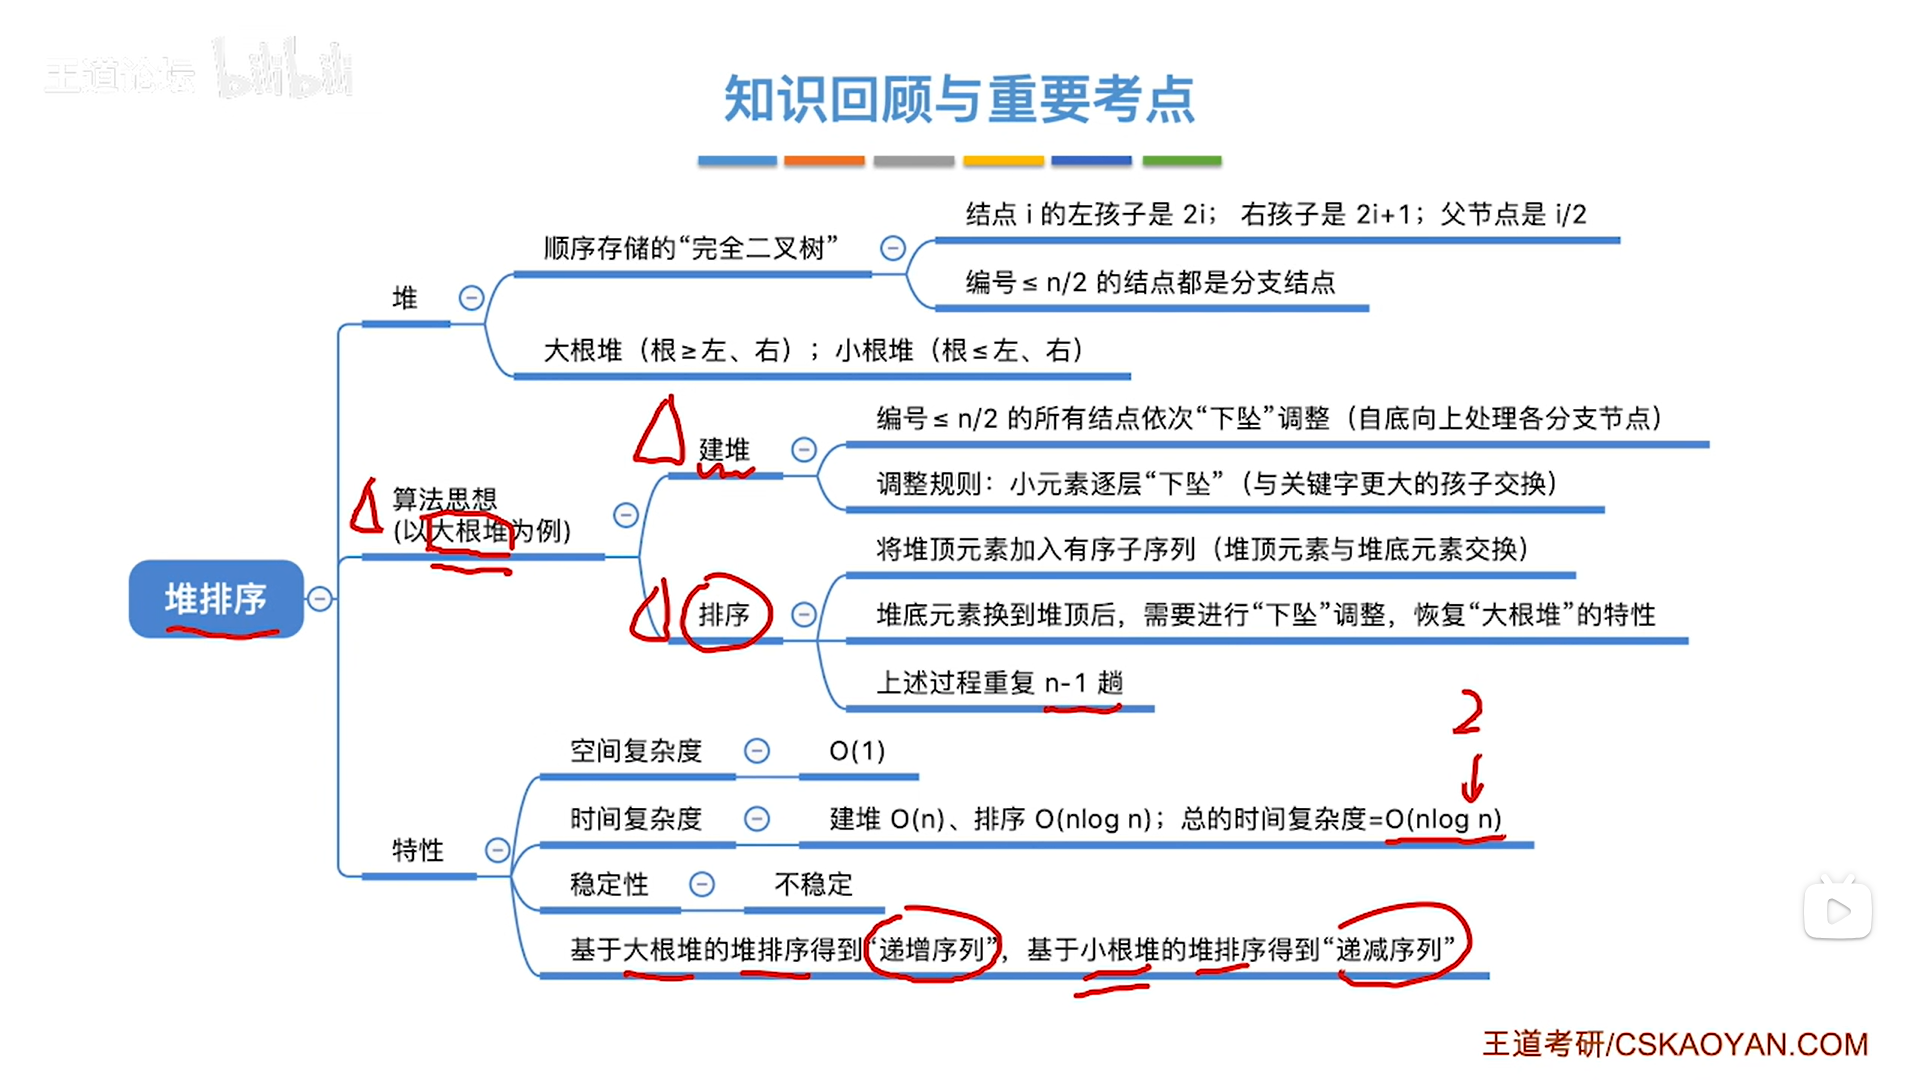 王道论坛 bilibili
知识回顾与重要考点
结点 i 的左孩子是 2i； 右孩子是 2i+1；父节点是 i/2
顺序存储的“完全二叉树”
编号≤ n/2 的结点都是分支结点
堆
大根堆（根≥左、右）；小根堆（根≤左、右）
编号≤ n/2 的所有结点依次“下坠”调整（自底向上处理各分支节点）
建堆
调整规则：小元素逐层“下坠”（与关键字更大的孩子交换）
算法思想
(以大根堆为例)
将堆顶元素加入有序子序列（堆顶元素与堆底元素交换）
堆排序
排序
堆底元素换到堆顶后，需要进行“下坠”调整，恢复“大根堆”的特性
上述过程重复 n-1 趟
2
空间复杂度
O(1)
时间复杂度
建堆 O(n)、排序 O(nlog n)；总的时间复杂度=O(nlog n)
特性
稳定性
不稳定
基于大根堆的堆排序得到“递增序列”，基于小根堆的堆排序得到“递减序列”
王道考研/CSKAOYAN.COM